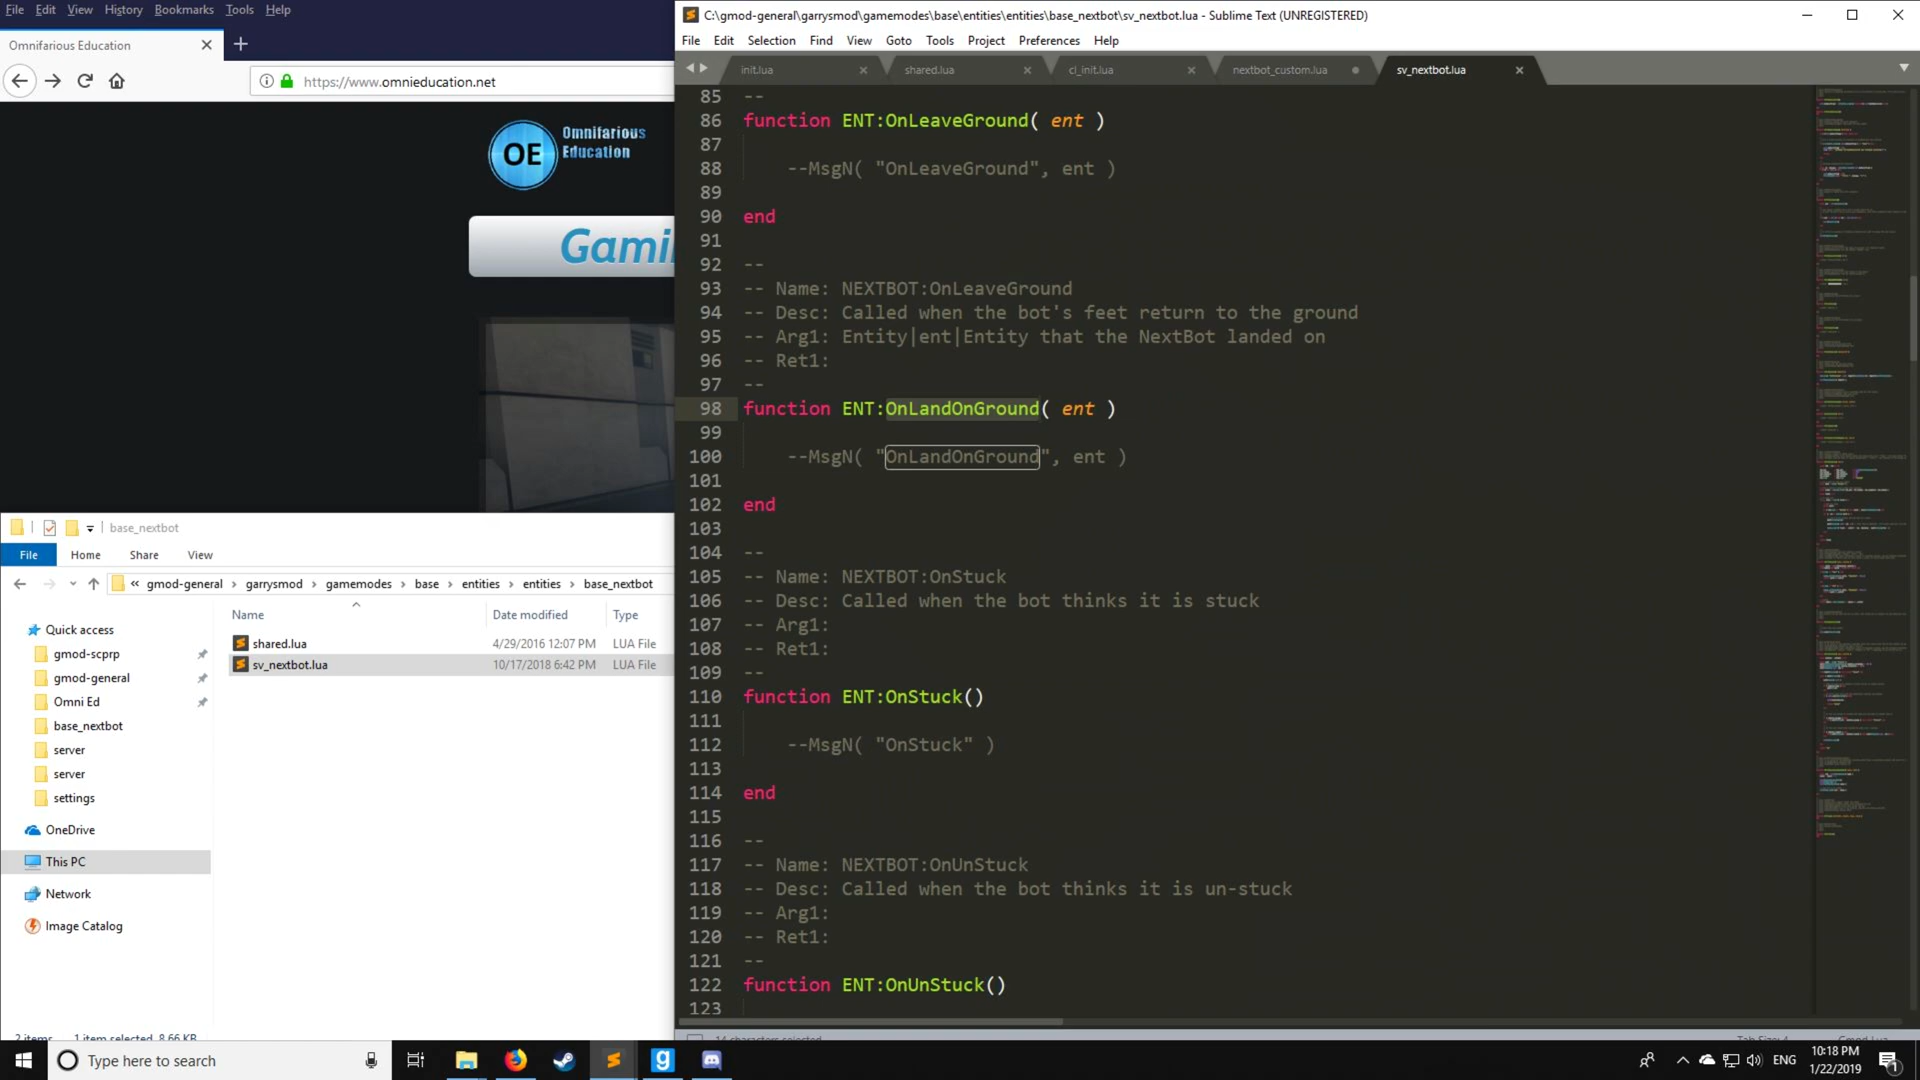 File Edit View History Bookmarks Tools Help
Omnifarious Education
https://www.omnieducation.net
OE
Omnifarious
Education
base_nextbot
File Home Share View
« gmod-general › garrysmod › gamemodes › base › entities › entities › base_nextbot
Name Date modified Type
Quick access
gmod-scprp
gmod-general
Omni Ed
base_nextbot
server
server
settings
OneDrive
This PC
Network
Image Catalog
shared.lua 4/29/2016 12:07 PM LUA File
sv_nextbot.lua 10/17/2018 6:42 PM LUA File
2 items 1 item selected 8.66 KB
C:\gmod-general\garrysmod\gamemodes\base\entities\entities\base_nextbot\sv_nextbot.lua - Sublime Text (UNREGISTERED)
File Edit Selection Find View Goto Tools Project Preferences Help
init.lua shared.lua cl_init.lua nextbot_custom.lua sv_nextbot.lua
85 --
86 function ENT:OnLeaveGround( ent )
87
88 --MsgN( "OnLeaveGround", ent )
89
90 end
91
92 --
93 -- Name: NEXTBOT:OnLeaveGround
94 -- Desc: Called when the bot's feet return to the ground
95 -- Arg1: Entity|ent|Entity that the NextBot landed on
96 -- Ret1:
97 --
98 function ENT:OnLandOnGround( ent )
99
100 --MsgN( "OnLandOnGround", ent )
101
102 end
103
104 --
105 -- Name: NEXTBOT:OnStuck
106 -- Desc: Called when the bot thinks it is stuck
107 -- Arg1:
108 -- Ret1:
109 --
110 function ENT:OnStuck()
111
112 --MsgN( "OnStuck" )
113
114 end
115
116 --
117 -- Name: NEXTBOT:OnUnStuck
118 -- Desc: Called when the bot thinks it is un-stuck
119 -- Arg1:
120 -- Ret1:
121 --
122 function ENT:OnUnStuck()
123
14 characters selected
Type here to search
ENG
10:18 PM
1/22/2019
1